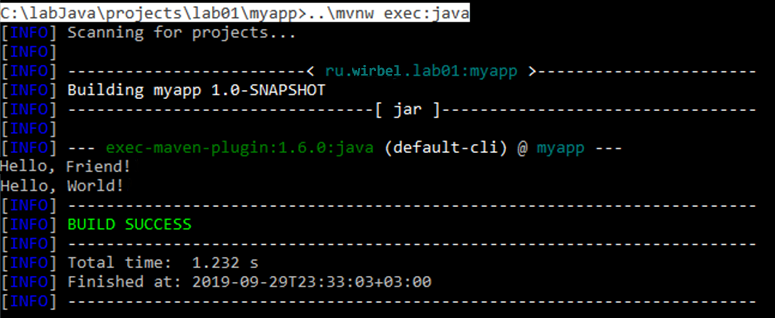 C:\labJava\projects\lab01\myapp>..\mvnw exec:java
[INFO] Scanning for projects...
[INFO]
[INFO] --------------------------< ru.wirbel.lab01:myapp >------------------------
[INFO] Building myapp 1.0-SNAPSHOT
[INFO] ---------------------------------[ jar ]----------------------------------
[INFO]
[INFO] --- exec-maven-plugin:1.6.0:java (default-cli) @ myapp ---
Hello, Friend!
Hello, World!
[INFO] ------------------------------------------------------------------------
[INFO] BUILD SUCCESS
[INFO] ------------------------------------------------------------------------
[INFO] Total time:  1.232 s
[INFO] Finished at: 2019-09-29T23:33:03+03:00
[INFO] ------------------------------------------------------------------------